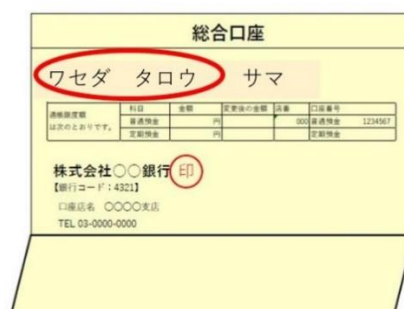 総合口座
ワセダ タロウ サマ
通帳限度額 科目 金額 変更後の金額 店番 口座番号
は次のとおりです。 普通預金 円 000 普通預金 1234567
定期預金 円 定期預金
株式会社○○銀行 印
【銀行コード：4321】
口座店名 ○○○○支店
TEL 03-0000-0000